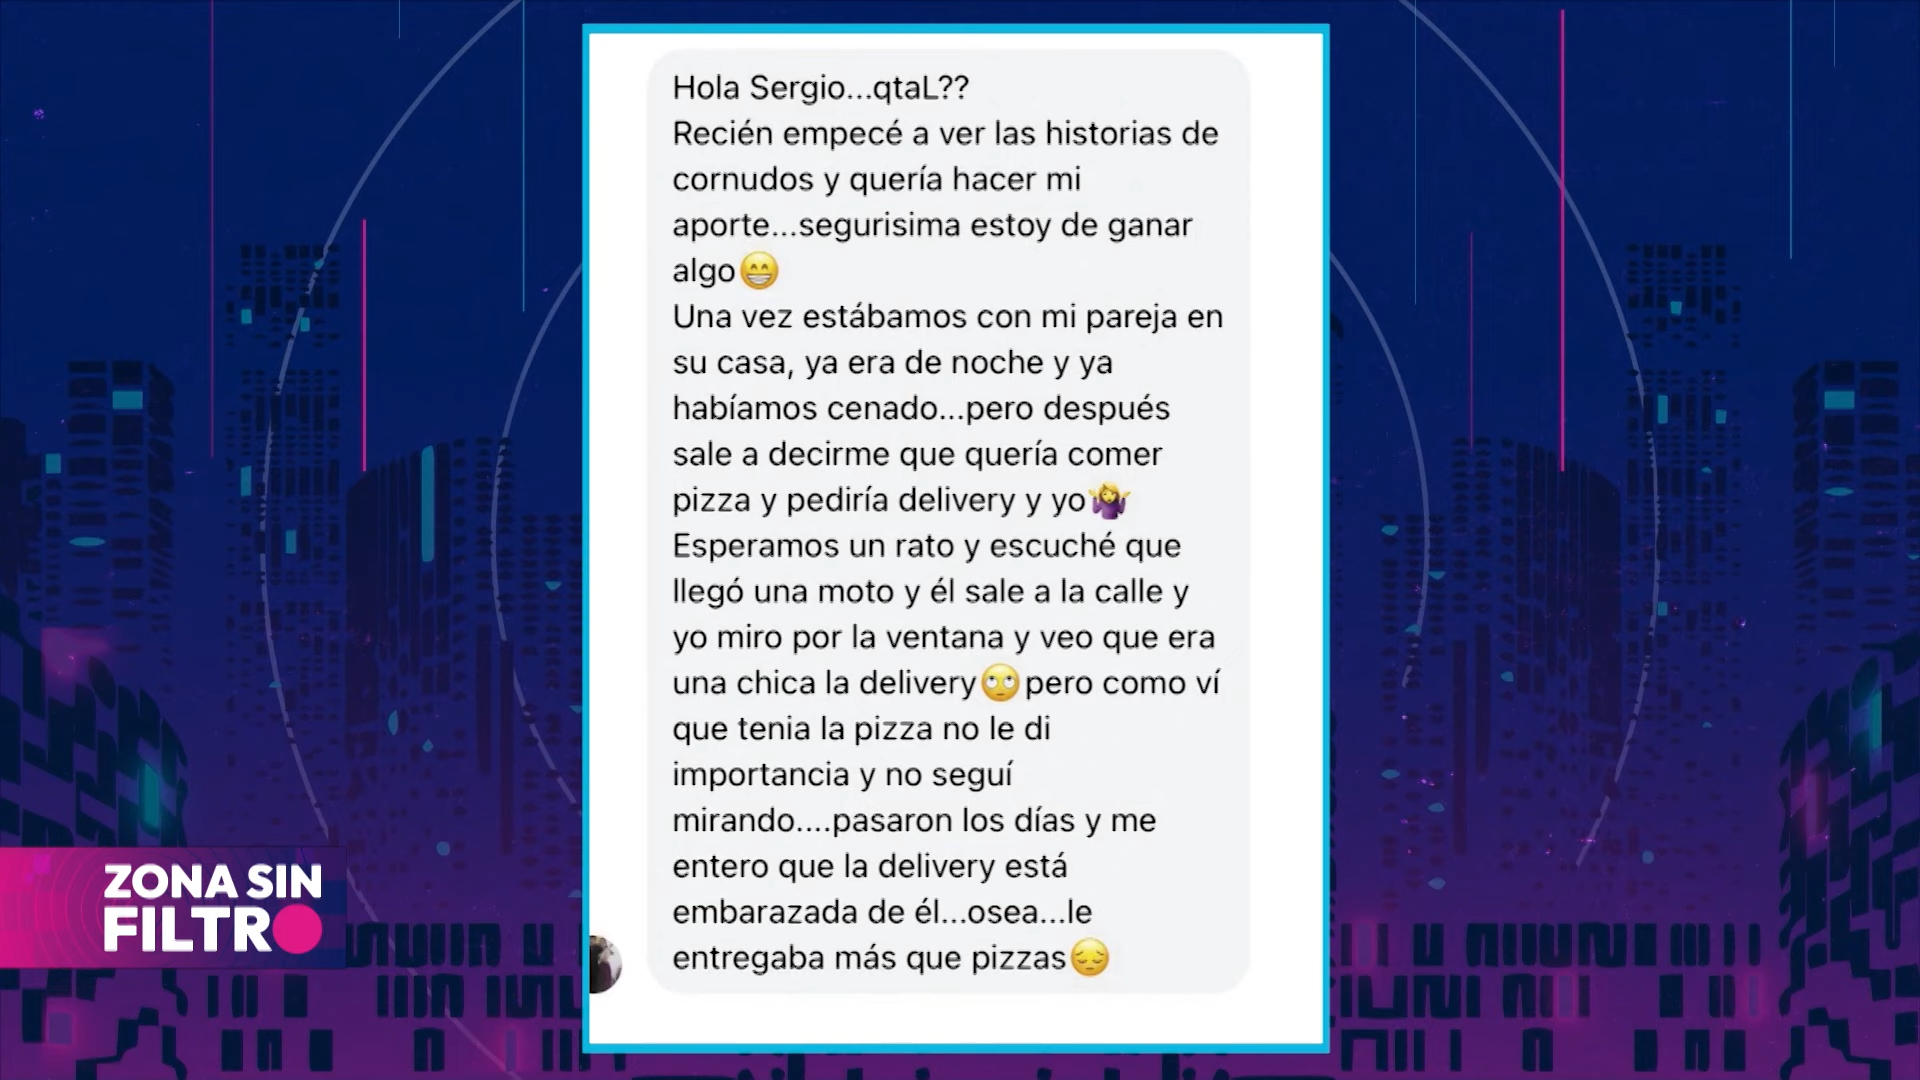 Hola Sergio...qtaL??
Recién empecé a ver las historias de
cornudos y quería hacer mi
aporte...segurisima estoy de ganar
algo😁
Una vez estábamos con mi pareja en
su casa, ya era de noche y ya
habíamos cenado...pero después
sale a decirme que quería comer
pizza y pediría delivery y yo🤷‍♀️
Esperamos un rato y escuché que
llegó una moto y él sale a la calle y
yo miro por la ventana y veo que era
una chica la delivery🙄pero como ví
que tenia la pizza no le di
importancia y no seguí
mirando....pasaron los días y me
entero que la delivery está
embarazada de él...osea...le
entregaba más que pizzas😔
ZONA SIN
FILTRO